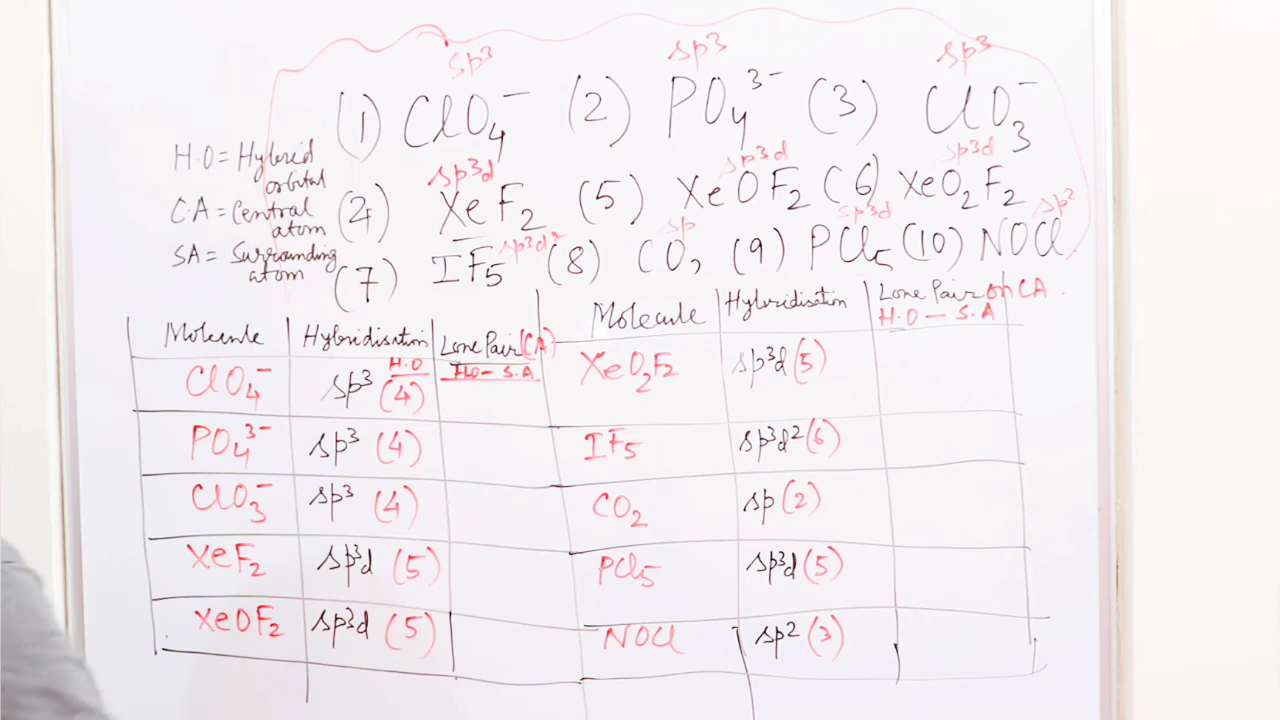 sp³ sp³ sp³
(1) ClO₄⁻ (2) PO₄³⁻ (3) ClO₃⁻
H.O = Hybrid orbital
C.A = Central atom
SA = Surrounding atom
sp³d sp³d sp³d
(4) XeF₂ (5) XeOF₂ (6) XeO₂F₂
sp³d² sp sp³d sp²
(7) IF₅ (8) CO₂ (9) PCl₅ (10) NOCl
Molecule Hybridisation Lone Pair (CA) H.O - S.A
ClO₄⁻ sp³ H.O (4)
PO₄³⁻ sp³ (4)
ClO₃⁻ sp³ (4)
XeF₂ sp³d (5)
XeOF₂ sp³d (5)
Molecule Hybridisation Lone Pair on CA. H.O - S.A
XeO₂F₂ sp³d (5)
IF₅ sp³d² (6)
CO₂ sp (2)
PCl₅ sp³d (5)
NOCl sp² (3)